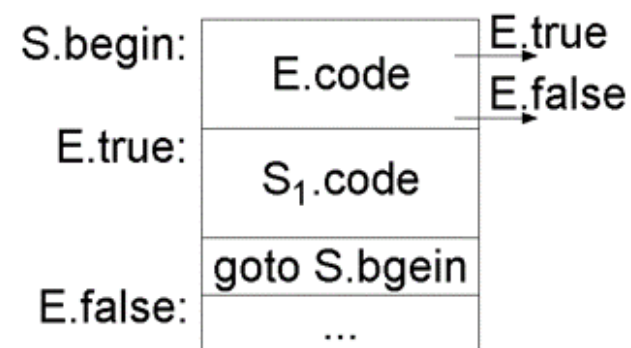 S.begin:
E.code
E.true
E.false
E.true:
S₁.code
goto S.bgein
E.false:
...